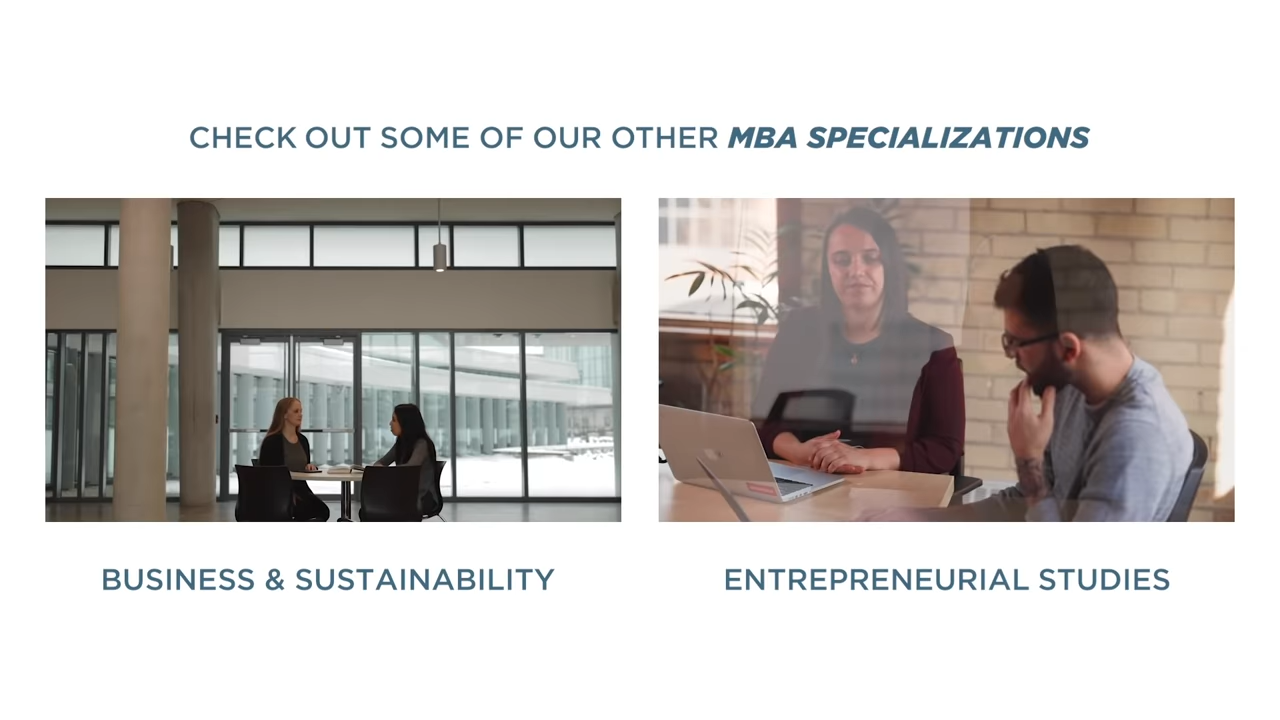 CHECK OUT SOME OF OUR OTHER MBA SPECIALIZATIONS
BUSINESS & SUSTAINABILITY
ENTREPRENEURIAL STUDIES